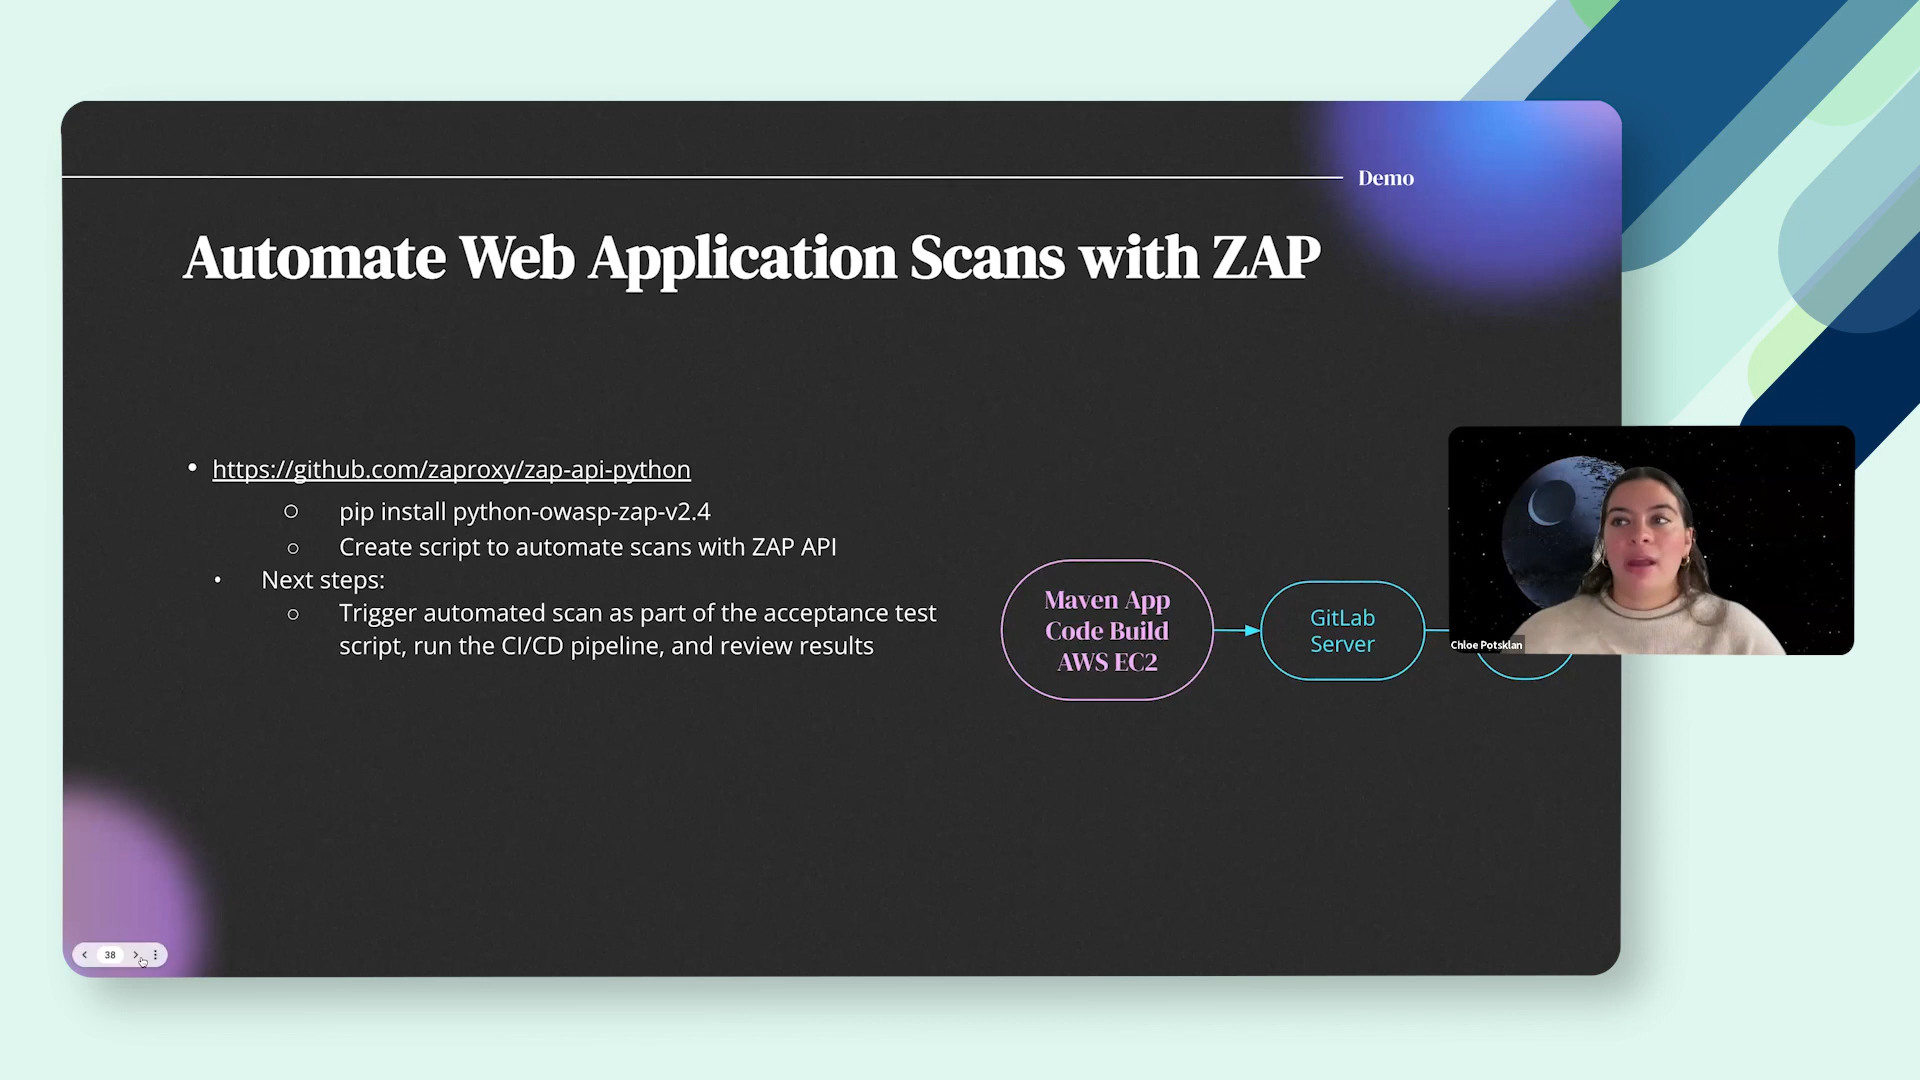 Demo
Automate Web Application Scans with ZAP
• https://github.com/zaproxy/zap-api-python
○ pip install python-owasp-zap-v2.4
○ Create script to automate scans with ZAP API
• Next steps:
○ Trigger automated scan as part of the acceptance test
script, run the CI/CD pipeline, and review results
Maven App
Code Build
AWS EC2
GitLab
Server
Chloe Potsklan
38